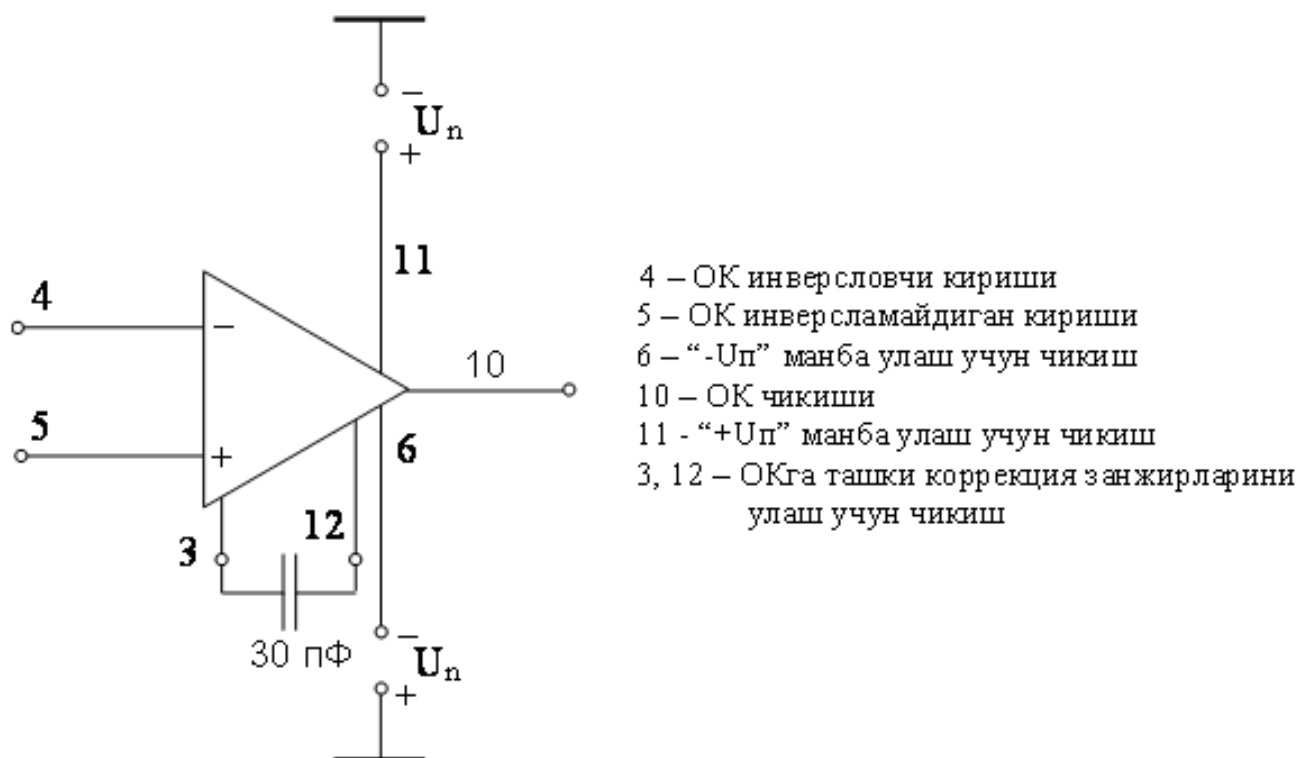 −
Uп
+
11
4
−
10
5
+
6
3
12
30 пФ
−
Uп
+
4 – ОК инверсловчи кириши
5 – ОК инверсламайдиган кириши
6 – “-Uп” манба улаш учун чикиш
10 – ОК чикиши
11 - “+Uп” манба улаш учун чикиш
3, 12 – ОКга ташки коррекция занжирларини
улаш учун чикиш